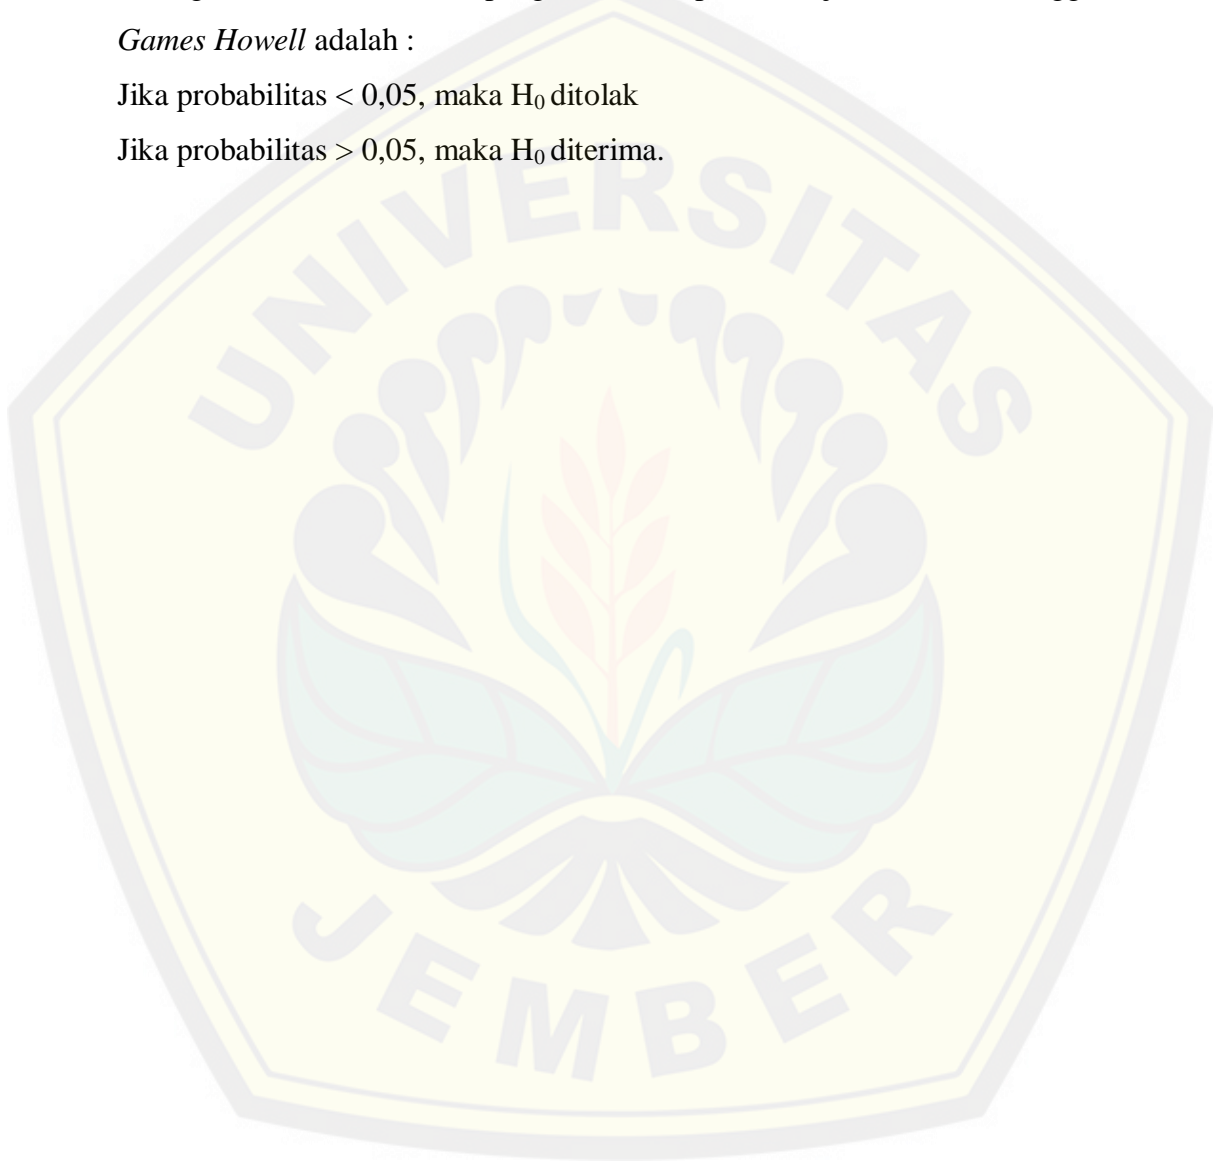 Games Howell adalah :
Jika probabilitas < 0,05, maka H₀ ditolak
Jika probabilitas > 0,05, maka H₀ diterima.
UNIVERSITAS
JEMBER